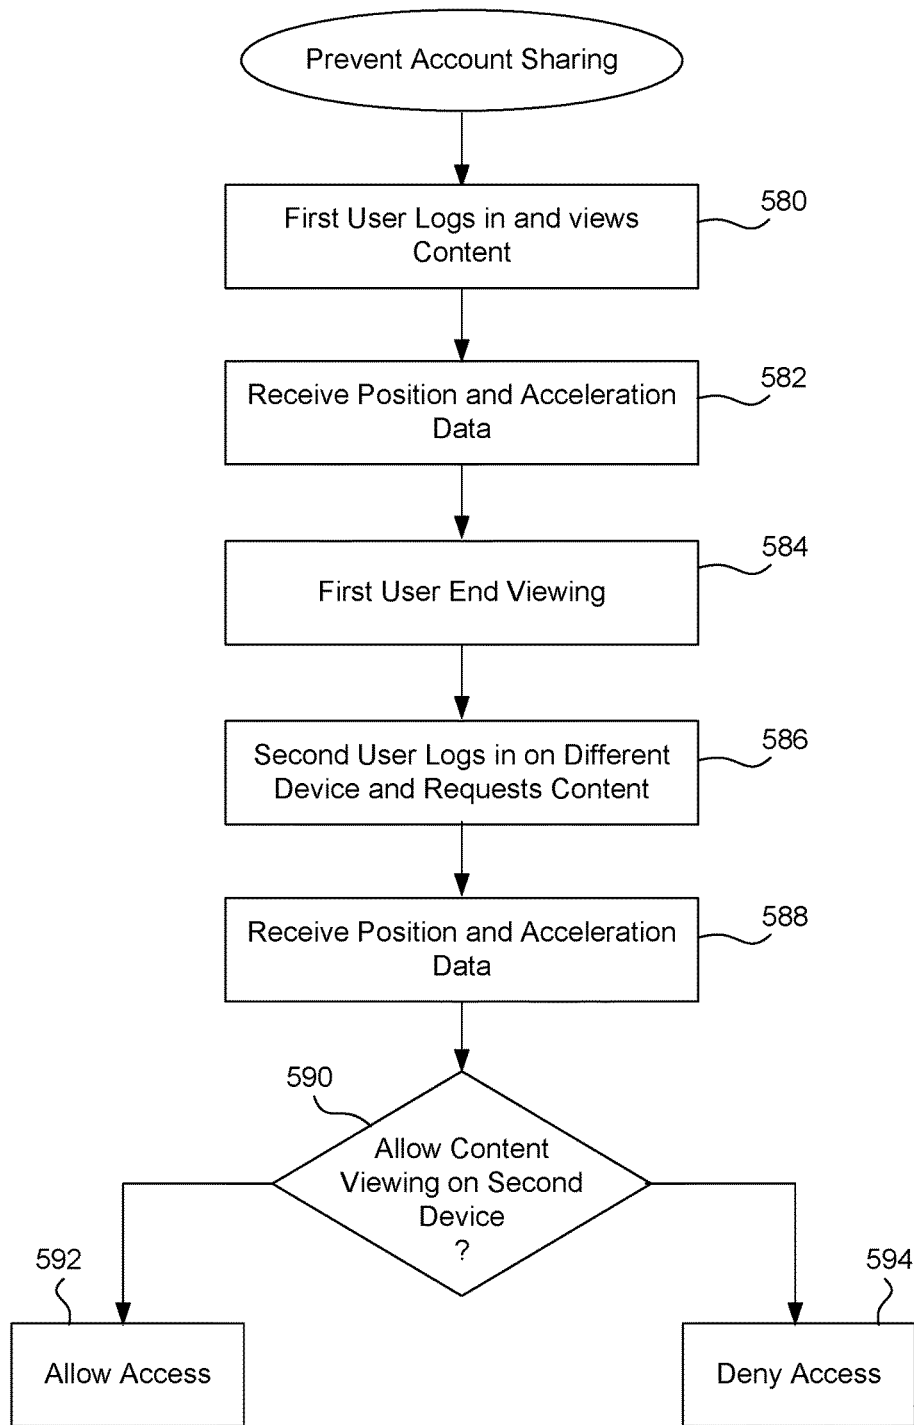 Prevent Account Sharing
580
First User Logs in and views
Content
582
Receive Position and Acceleration
Data
584
First User End Viewing
586
Second User Logs in on Different
Device and Requests Content
588
Receive Position and Acceleration
Data
590
Allow Content
Viewing on Second
Device
?
592
Allow Access
594
Deny Access